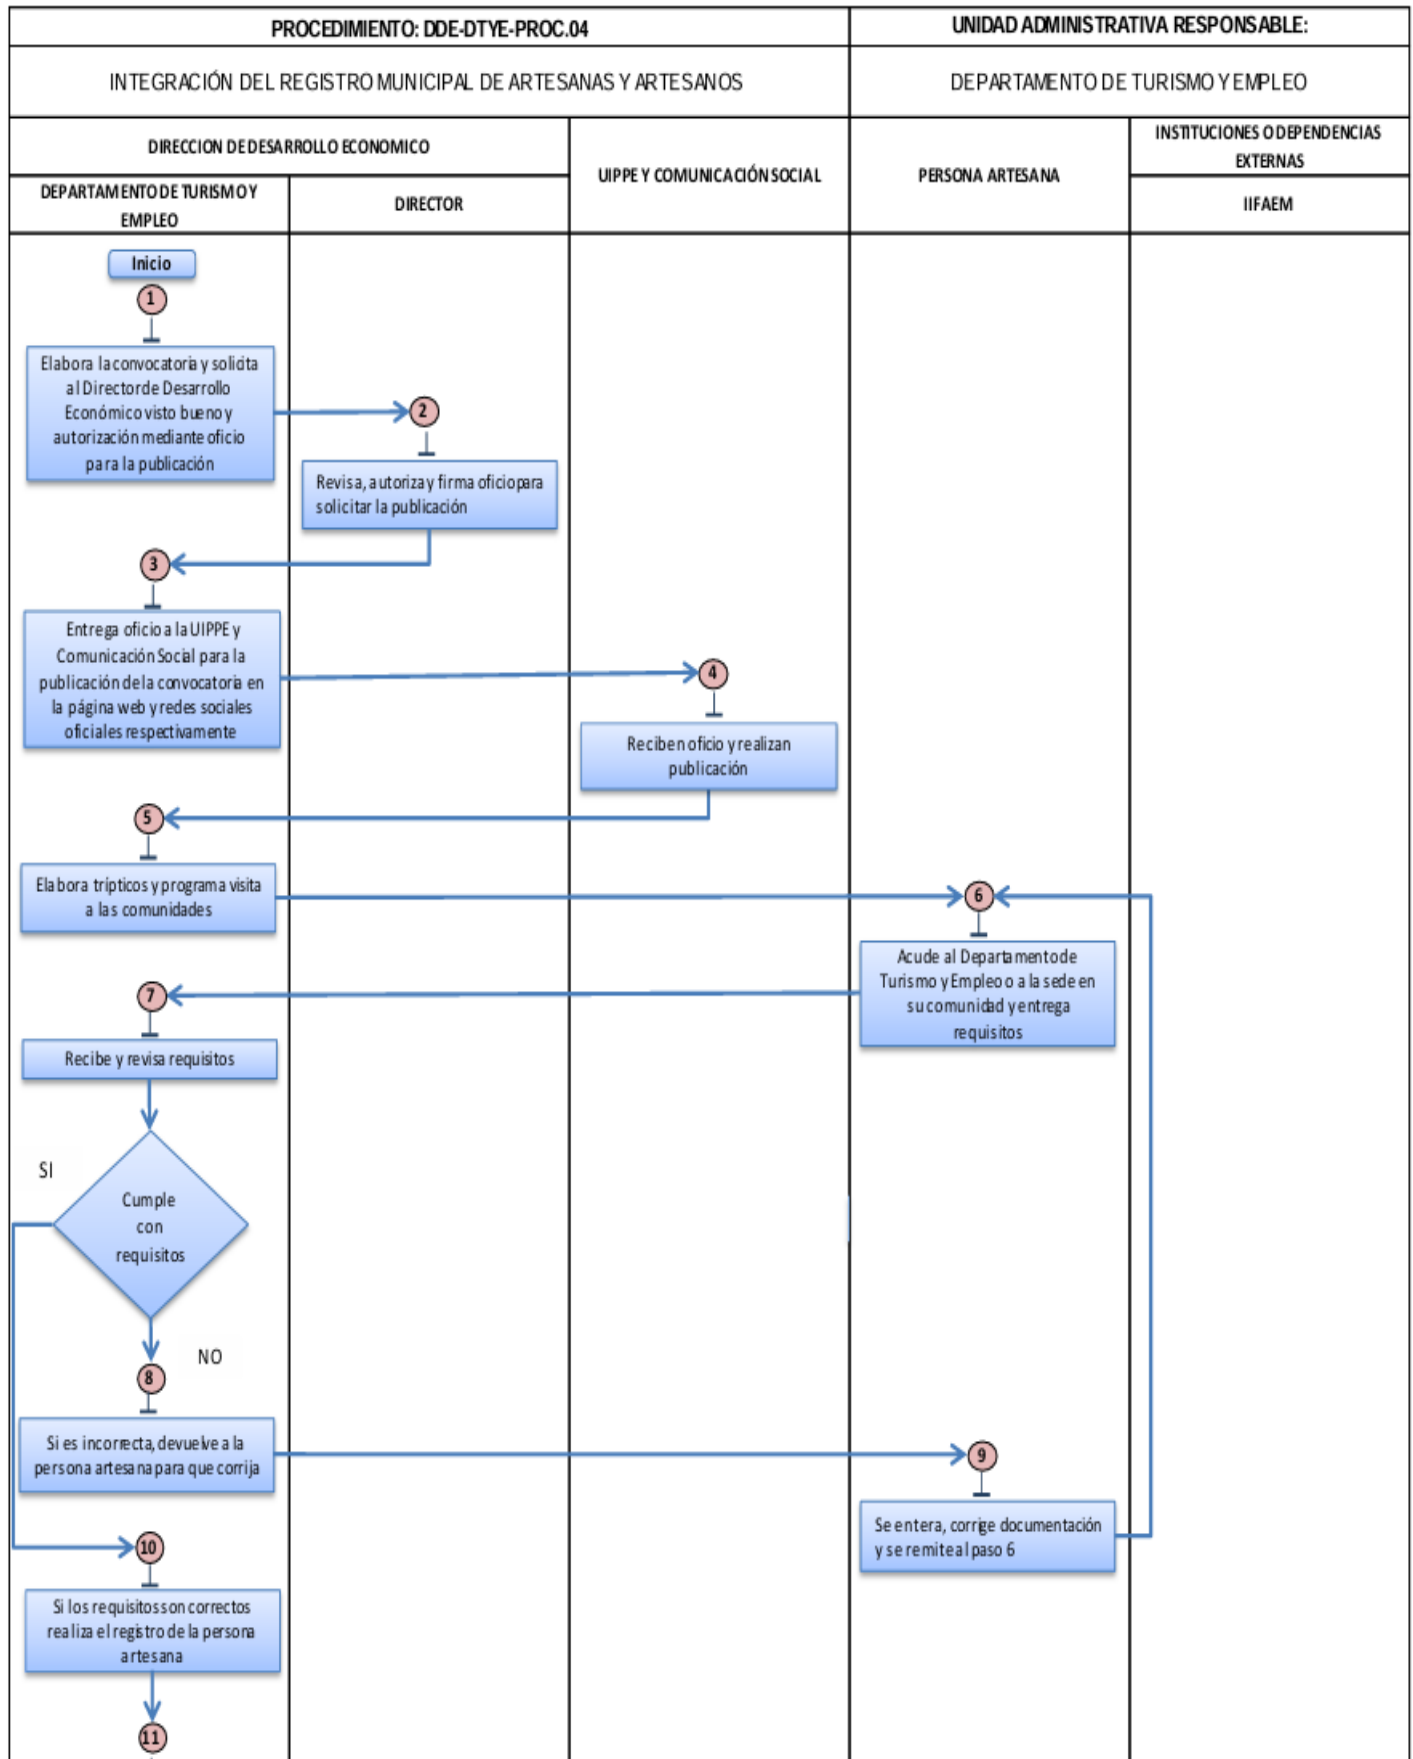 PROCEDIMIENTO: DDE-DTYE-PROC.04
UNIDAD ADMINISTRATIVA RESPONSABLE:
INTEGRACIÓN DEL REGISTRO MUNICIPAL DE ARTESANAS Y ARTESANOS
DEPARTAMENTO DE TURISMO Y EMPLEO
DIRECCION DE DESARROLLO ECONOMICO
UIPPE Y COMUNICACIÓN SOCIAL
PERSONA ARTESANA
INSTITUCIONES O DEPENDENCIAS
EXTERNAS
DEPARTAMENTO DE TURISMO Y
EMPLEO
DIRECTOR
IIFAEM
Inicio
1
Elabora la convocatoria y solicita
al Director de Desarrollo
Económico visto bueno y
autorización mediante oficio
para la publicación
2
Revisa, autoriza y firma oficio para
solicitar la publicación
3
Entrega oficio a la UIPPE y
Comunicación Social para la
publicación de la convocatoria en
la página web y redes sociales
oficiales respectivamente
4
Reciben oficio y realizan
publicación
5
Elabora trípticos y programa visita
a las comunidades
6
Acude al Departamento de
Turismo y Empleo o a la sede en
su comunidad y entrega
requisitos
7
Recibe y revisa requisitos
SI
Cumple
con
requisitos
NO
8
Si es incorrecta, devuelve a la
persona artesana para que corrija
9
Se entera, corrige documentación
y se remite al paso 6
10
Si los requisitos son correctos
realiza el registro de la persona
artesana
11